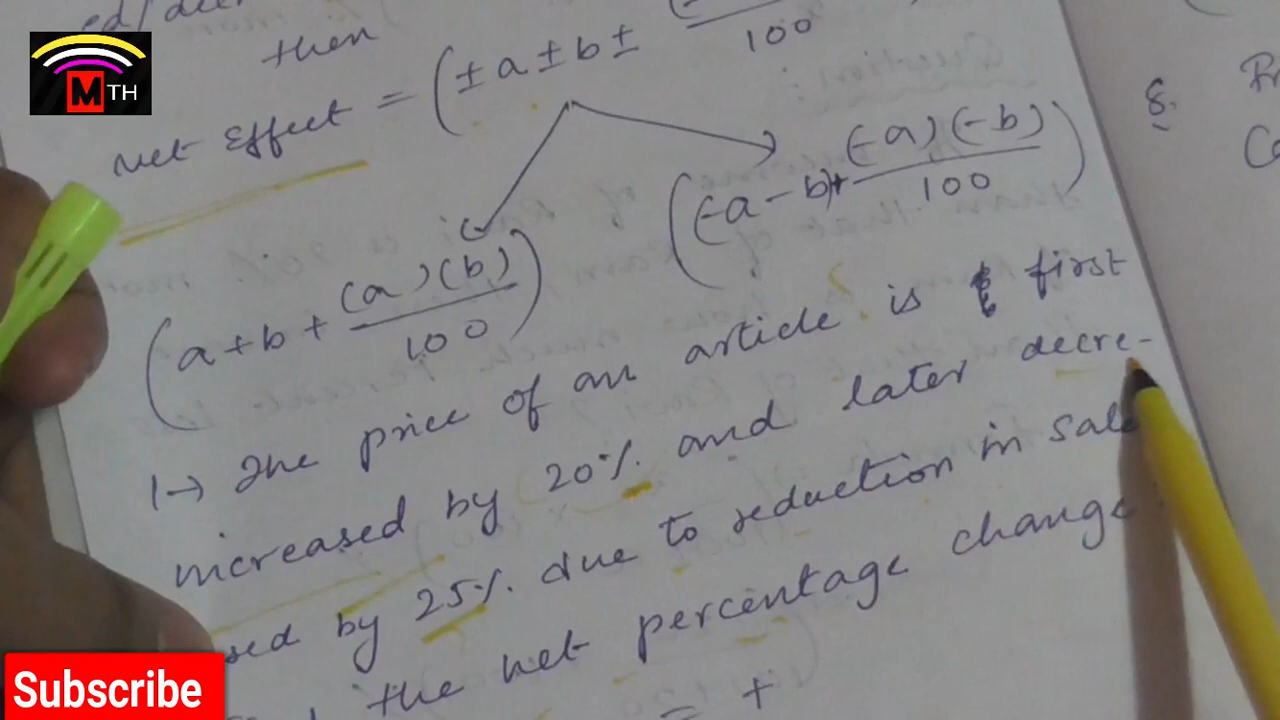 MTH
then
Net Effect = (±a±b±
100
(a+b+(a)(b)/100)
(-a-b)+(-a)(-b)/100)
8.
1→ The price of an article is first
increased by 20% and later decre-
sed by 25% due to reduction in sale
the net percentage change
= +
Subscribe